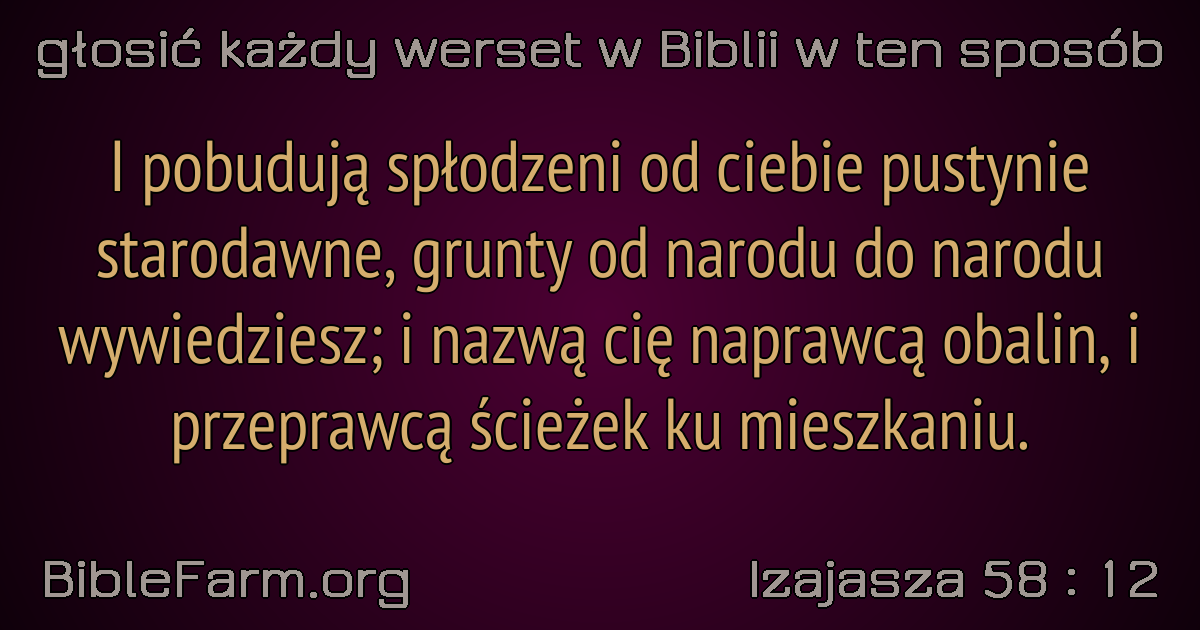 głosić każdy werset w Biblii w ten sposób
I pobudują spłodzeni od ciebie pustynie
starodawne, grunty od narodu do narodu
wywiedziesz; i nazwą cię naprawcą obalin, i
przeprawcą ścieżek ku mieszkaniu.
BibleFarm.org
Izajasza 58 : 12